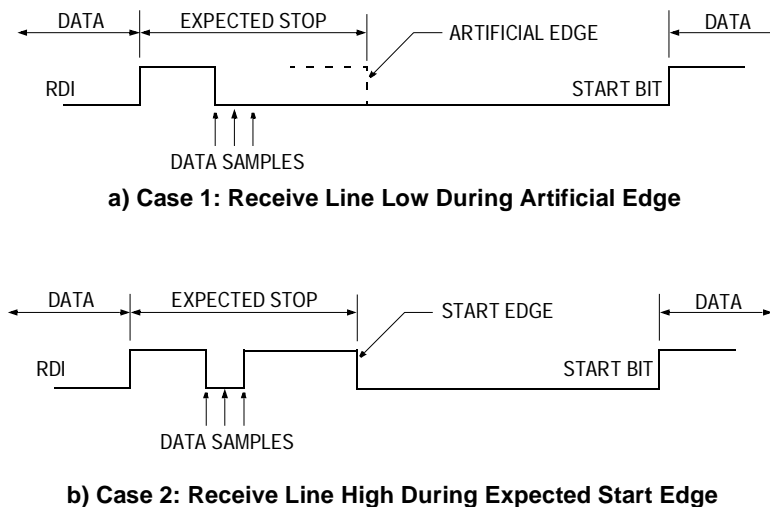 DATA EXPECTED STOP DATA
ARTIFICIAL EDGE
RDI START BIT
DATA SAMPLES
a) Case 1: Receive Line Low During Artificial Edge
DATA EXPECTED STOP DATA
START EDGE
RDI START BIT
DATA SAMPLES
b) Case 2: Receive Line High During Expected Start Edge